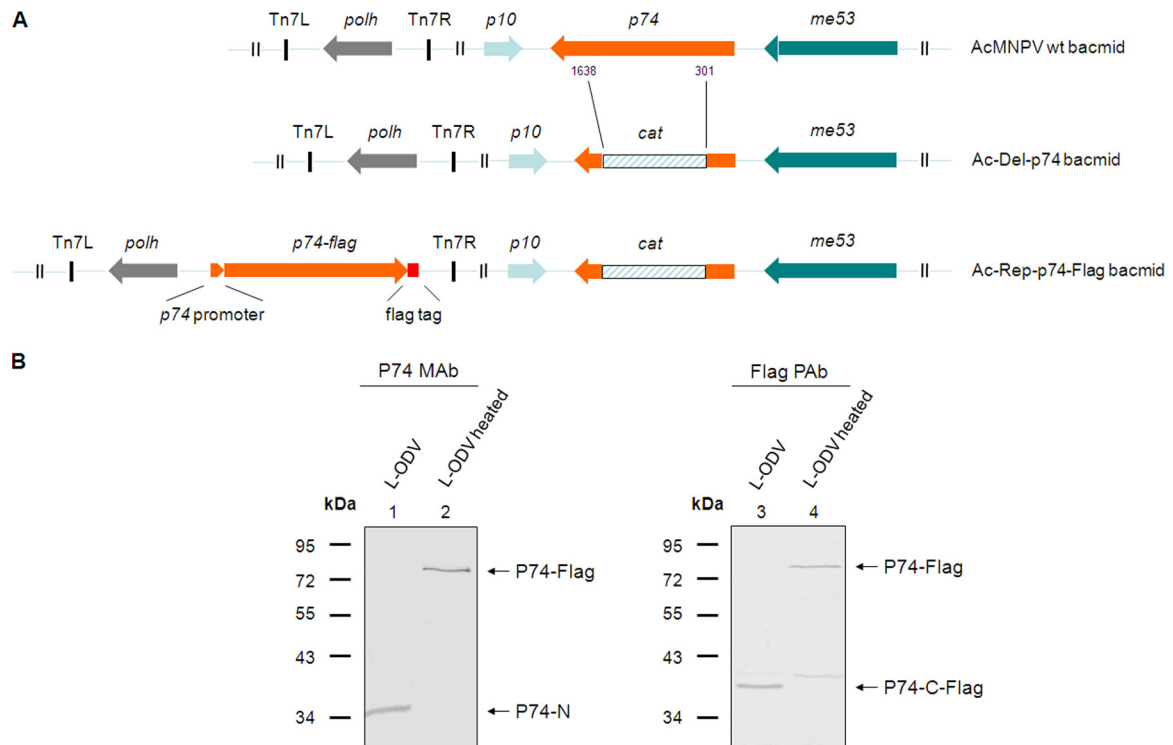 A
Tn7L polh Tn7R p10 p74 me53
AcMNPV wt bacmid
1638 301
Tn7L polh Tn7R p10 cat me53
Ac-Del-p74 bacmid
Tn7L polh p74-flag Tn7R p10 cat me53
Ac-Rep-p74-Flag bacmid
p74 promoter flag tag
B
P74 MAb
L-ODV
L-ODV heated
kDa
1 2
95
72
55
43
34
P74-Flag
P74-N
Flag PAb
L-ODV
L-ODV heated
kDa
3 4
95
72
55
43
34
P74-Flag
P74-C-Flag